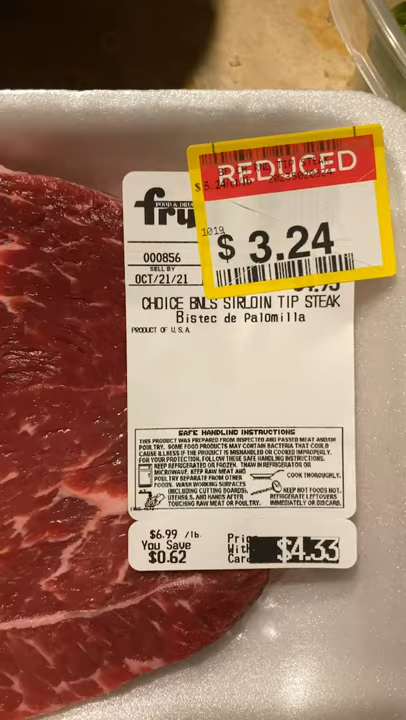 REDUCED
1019
$ 3.24
FOOD & DRUG
fry
000856
SELL BY
OCT/21/21
CHOICE BNLS SIRLOIN TIP STEAK
Bistec de Palomilla
PRODUCT OF U.S.A.
SAFE HANDLING INSTRUCTIONS
THIS PRODUCT WAS PREPARED FROM INSPECTED AND PASSED MEAT AND/OR
POULTRY. SOME FOOD PRODUCTS MAY CONTAIN BACTERIA THAT COULD
CAUSE ILLNESS IF THE PRODUCT IS MISHANDLED OR COOKED IMPROPERLY.
FOR YOUR PROTECTION, FOLLOW THESE SAFE HANDLING INSTRUCTIONS.
KEEP REFRIGERATED OR FROZEN. THAW IN REFRIGERATOR OR
MICROWAVE. KEEP RAW MEAT AND
POULTRY SEPARATE FROM OTHER
FOODS. WASH WORKING SURFACES
(INCLUDING CUTTING BOARDS),
UTENSILS, AND HANDS AFTER
TOUCHING RAW MEAT OR POULTRY.
COOK THOROUGHLY.
KEEP HOT FOODS HOT.
REFRIGERATE LEFTOVERS
IMMEDIATELY OR DISCARD.
$6.99 /lb.
You Save
$0.62
Pric
With
Card
$4.33